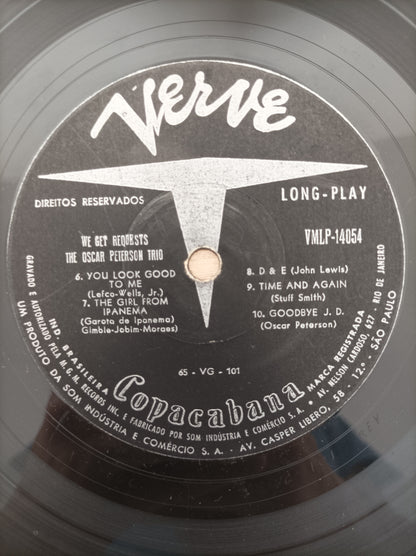 Verve
DIREITOS RESERVADOS
LONG-PLAY
VMLP-14054
WE GET REQUESTS
THE OSCAR PETERSON TRIO
6. YOU LOOK GOOD
TO ME
(Lefco-Wells, Jr.)
7. THE GIRL FROM
IPANEMA
(Garota de Ipanema)
Gimble-Jobim-Moraes)
8. D & E (John Lewis)
9. TIME AND AGAIN
(Stuff Smith)
10. GOODBYE J. D.
(Oscar Peterson)
65 - VG - 101
IND. BRASILEIRA
Copacabana
MARCA REGISTRADA
GRAVADO E AUTORIZADO PELA M.G.M. RECORDS INC. E FABRICADO POR SOM INDÚSTRIA E COMÉRCIO S. A. - AV. NELSON CARDOSO, 627 - RIO DE JANEIRO
UM PRODUTO DA SOM INDÚSTRIA E COMÉRCIO S A. - AV. CASPER LIBERO, 58 - 12º - SÃO PAULO